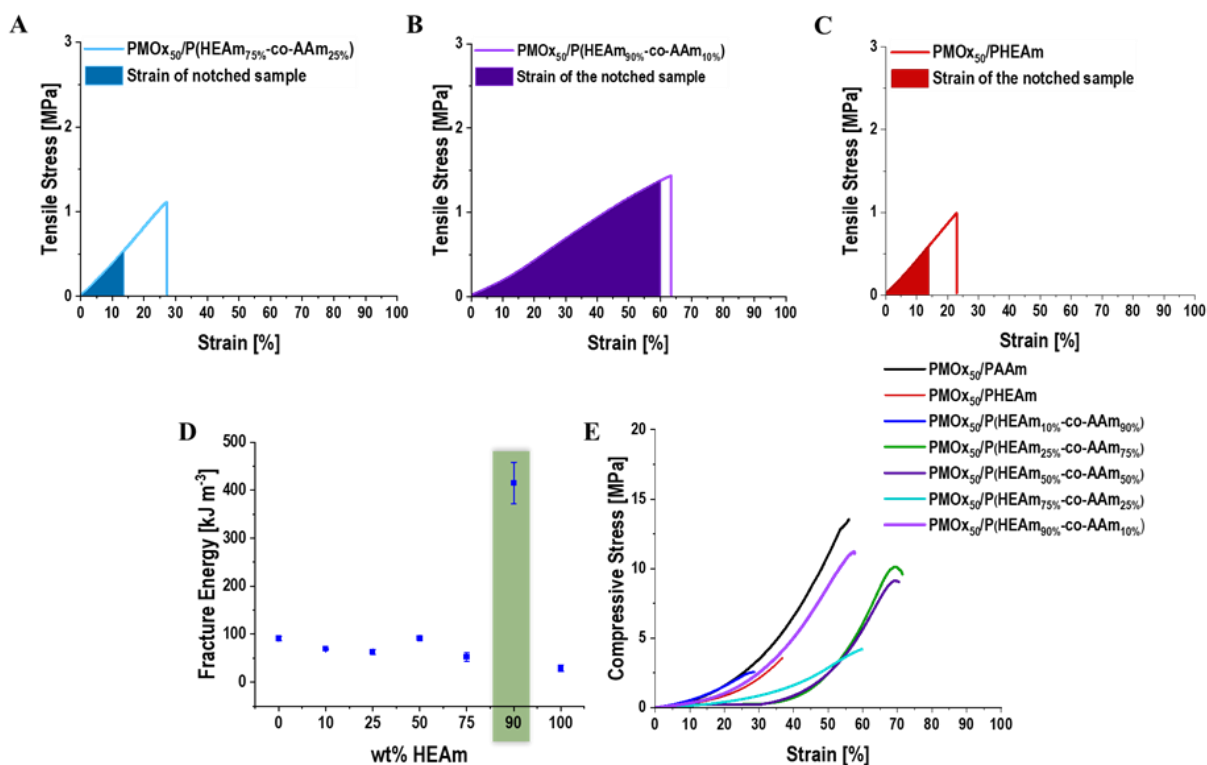 A
PMOx₅₀/P(HEAm₇₅%-co-AAm₂₅%)
Strain of notched sample
Tensile Stress [MPa]
3
2
1
0
0 10 20 30 40 50 60 70 80 90 100
Strain [%]
B
PMOx₅₀/P(HEAm₉₀%-co-AAm₁₀%)
Strain of the notched sample
Tensile Stress [MPa]
3
2
1
0
0 10 20 30 40 50 60 70 80 90 100
Strain [%]
C
PMOx₅₀/PHEAm
Strain of the notched sample
Tensile Stress [MPa]
3
2
1
0
0 10 20 30 40 50 60 70 80 90 100
Strain [%]
D
Fracture Energy [kJ m⁻³]
500
400
300
200
100
0
0 10 25 50 75 90 100
wt% HEAm
E
PMOx₅₀/PAAm
PMOx₅₀/PHEAm
PMOx₅₀/P(HEAm₁₀%-co-AAm₉₀%)
PMOx₅₀/P(HEAm₂₅%-co-AAm₇₅%)
PMOx₅₀/P(HEAm₅₀%-co-AAm₅₀%)
PMOx₅₀/P(HEAm₇₅%-co-AAm₂₅%)
PMOx₅₀/P(HEAm₉₀%-co-AAm₁₀%)
Compressive Stress [MPa]
20
15
10
5
0
0 10 20 30 40 50 60 70 80 90 100
Strain [%]